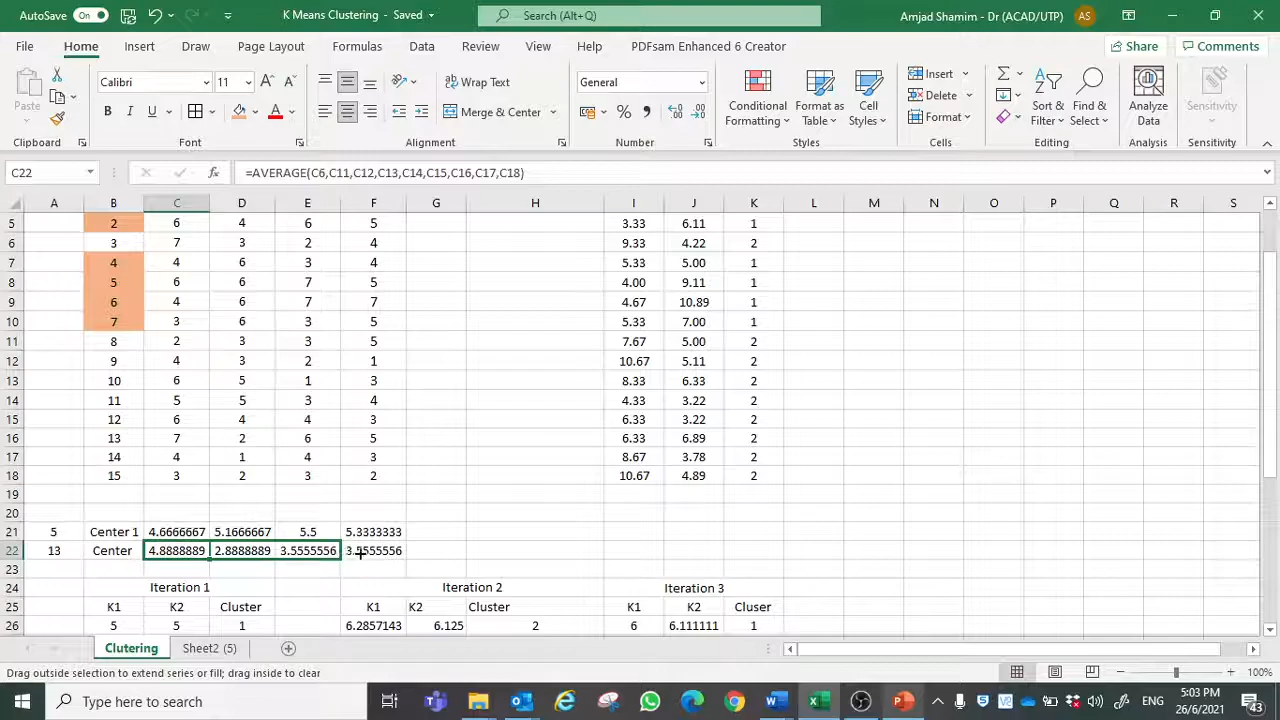 AutoSave On K Means Clustering - Saved Search (Alt+Q) Amjad Shamim - Dr (ACAD/UTP) AS
File Home Insert Draw Page Layout Formulas Data Review View Help PDFsam Enhanced 6 Creator Share Comments
Paste Calibri 11 Wrap Text General Conditional Formatting Format as Table Cell Styles Insert Sort & Filter Find & Select Analyze Data Sensitivity
B I U A Merge & Center % Delete
Format
Clipboard Font Alignment Number Styles Cells Editing Analysis Sensitivity
C22 fx =AVERAGE(C6,C11,C12,C13,C14,C15,C16,C17,C18)
A B C D E F G H I J K L M N O P Q R S
5 2 6 4 6 5 3.33 6.11 1
6 3 7 3 2 4 9.33 4.22 2
7 4 4 6 3 4 5.33 5.00 1
8 5 6 6 7 5 4.00 9.11 1
9 6 4 6 7 7 4.67 10.89 1
10 7 3 6 3 5 5.33 7.00 1
11 8 2 3 3 5 7.67 5.00 2
12 9 4 3 2 1 10.67 5.11 2
13 10 6 5 1 3 8.33 6.33 2
14 11 5 5 3 4 4.33 3.22 2
15 12 6 4 4 3 6.33 3.22 2
16 13 7 2 6 5 6.33 6.89 2
17 14 4 1 4 3 8.67 3.78 2
18 15 3 2 3 2 10.67 4.89 2
19
20
21 5 Center 1 4.6666667 5.1666667 5.5 5.3333333
22 13 Center 4.8888889 2.8888889 3.5555556 3.5555556
23
24 Iteration 1 Iteration 2 Iteration 3
25 K1 K2 Cluster K1 K2 Cluster K1 K2 Cluser
26 5 5 1 6.2857143 6.125 2 6 6.111111 1
Clutering Sheet2 (5)
Drag outside selection to extend series or fill; drag inside to clear 100%
Type here to search ENG 5:03 PM
26/6/2021 43